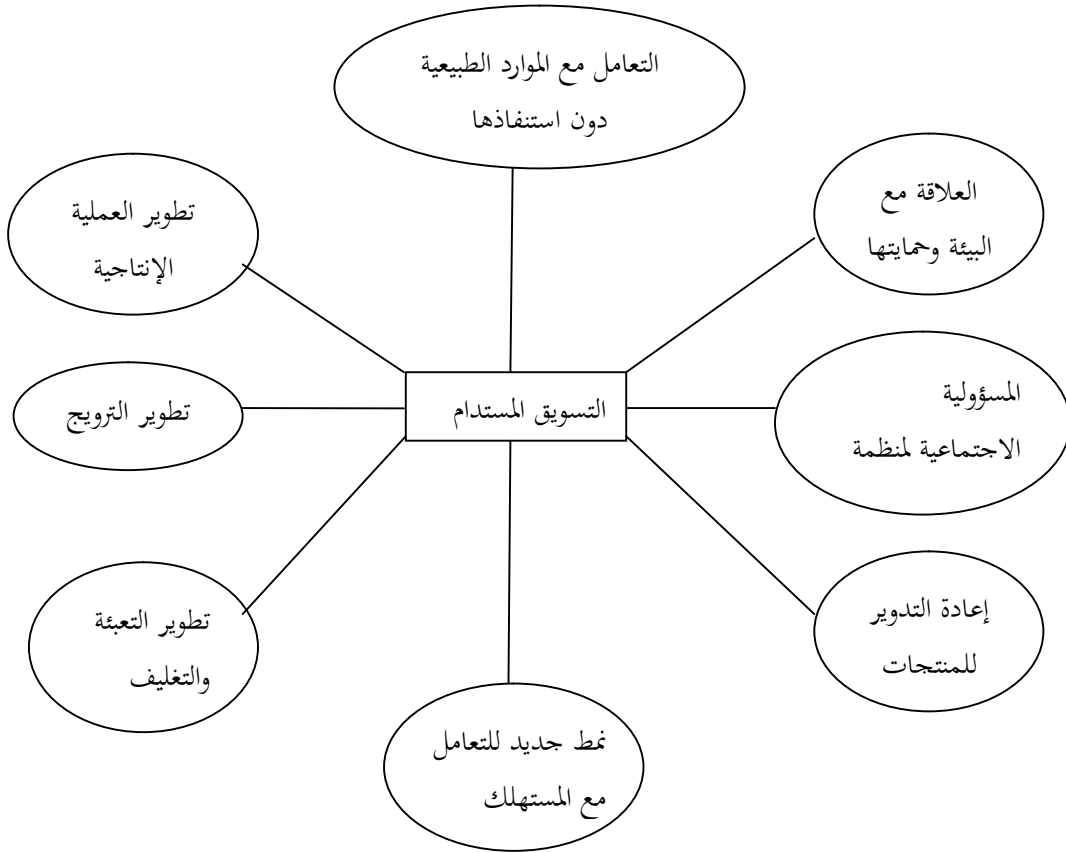 التعامل مع الموارد الطبيعية
دون استنفاذها
العلاقة مع
البيئة وحمايتها
تطوير العملية
الإنتاجية
المسؤولية
الاجتماعية لمنظمة
التسويق المستدام
تطوير الترويج
إعادة التدوير
للمنتجات
تطوير التعبئة
والتغليف
نمط جديد للتعامل
مع المستهلك